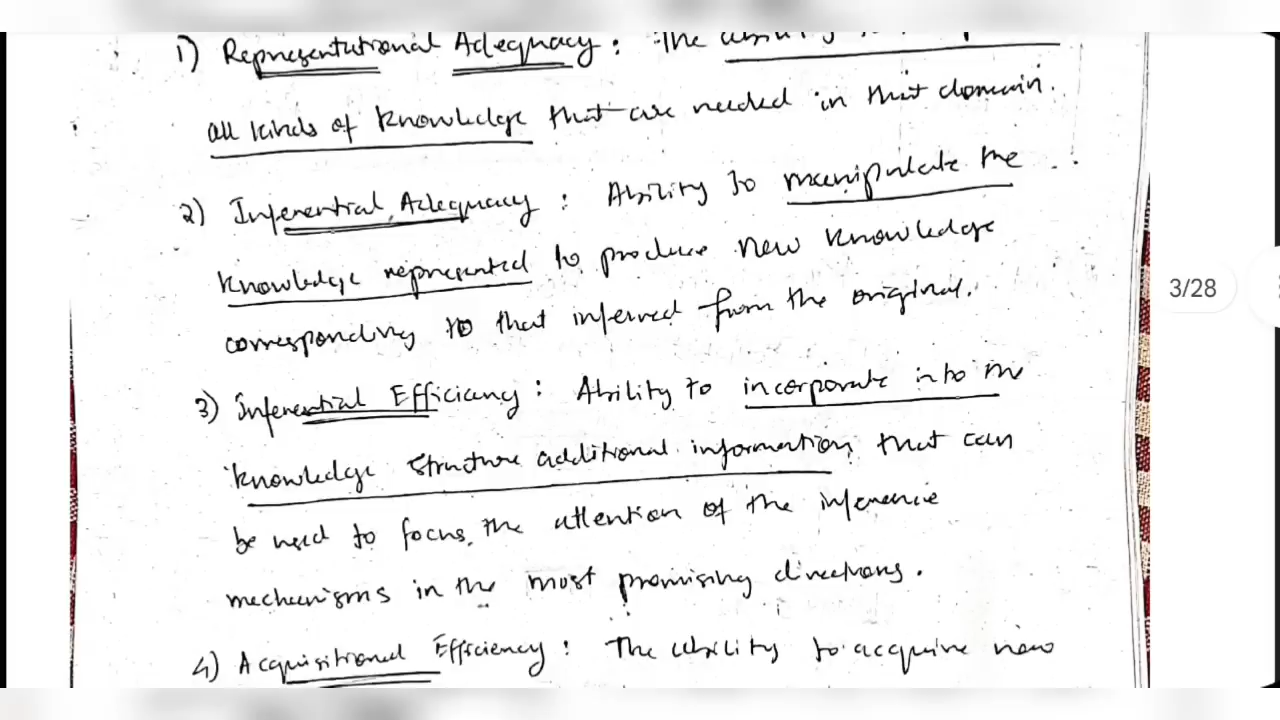 1) Representational Adequacy : The ability
all kinds of knowledge that are needed in that domain.
2) Inferential Adequacy : Ability to manipulate the
knowledge represented to produce new knowledge
corresponding to that inferred from the original.
3/28
3) Inferential Efficiency : Ability to incorporate into the
knowledge structure additional information that can
be used to focus the attention of the inference
mechanisms in the most promising directions.
4) Acquisitional Efficiency : The ability to acquire new